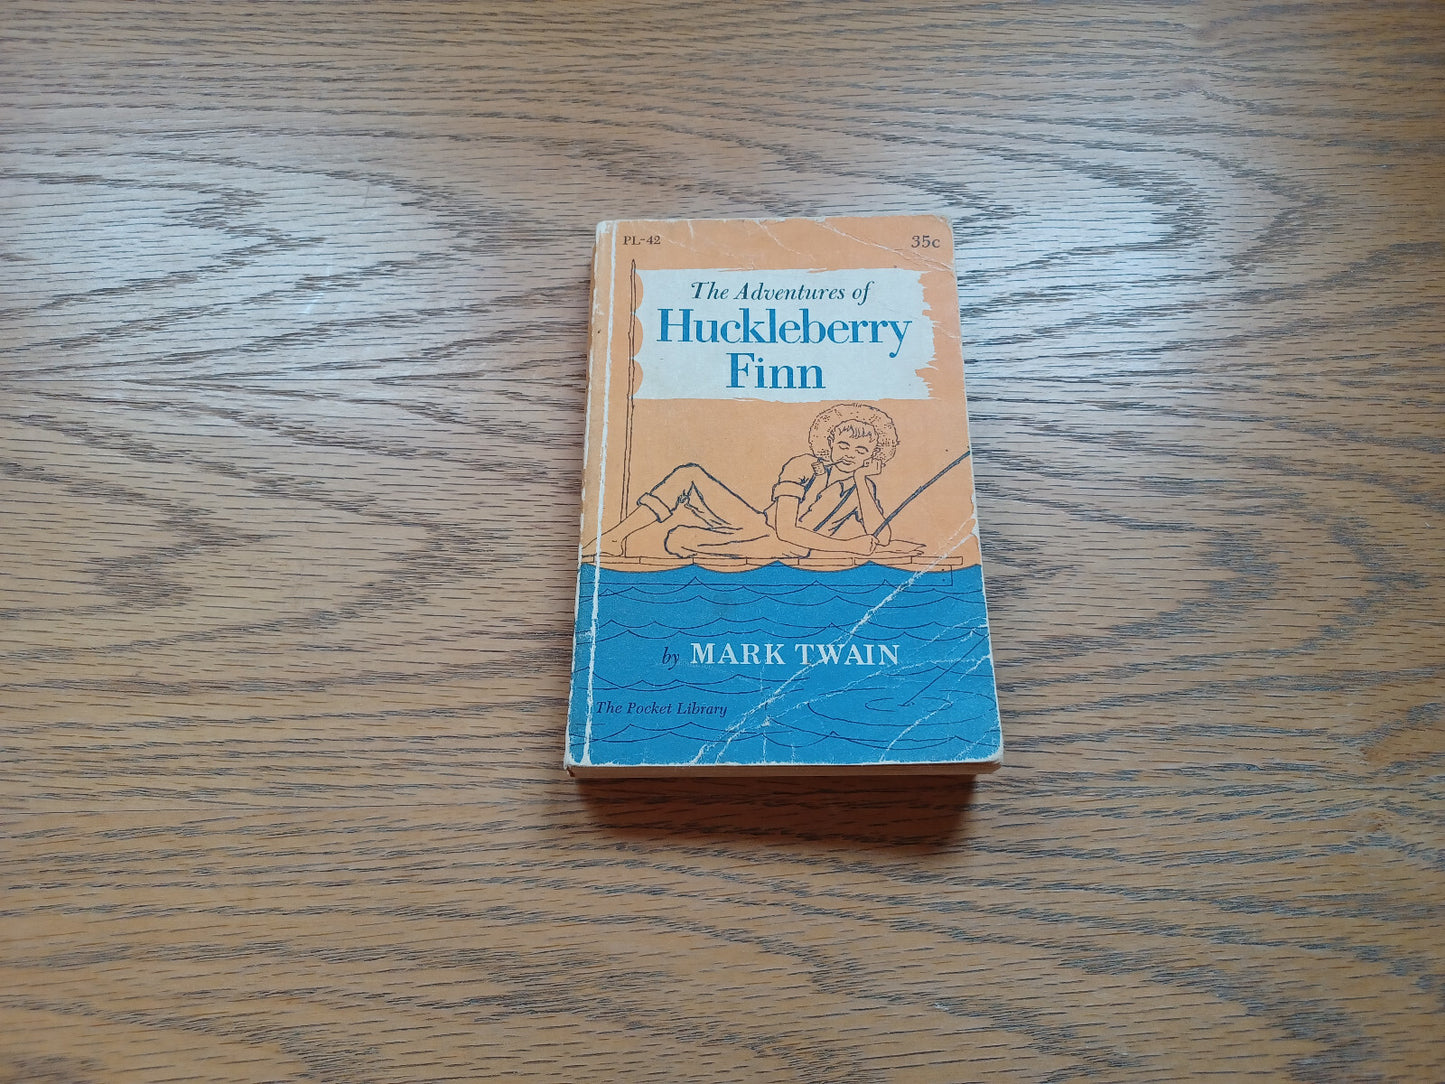 PL-42 35c
The Adventures of
Huckleberry
Finn
by MARK TWAIN
The Pocket Library